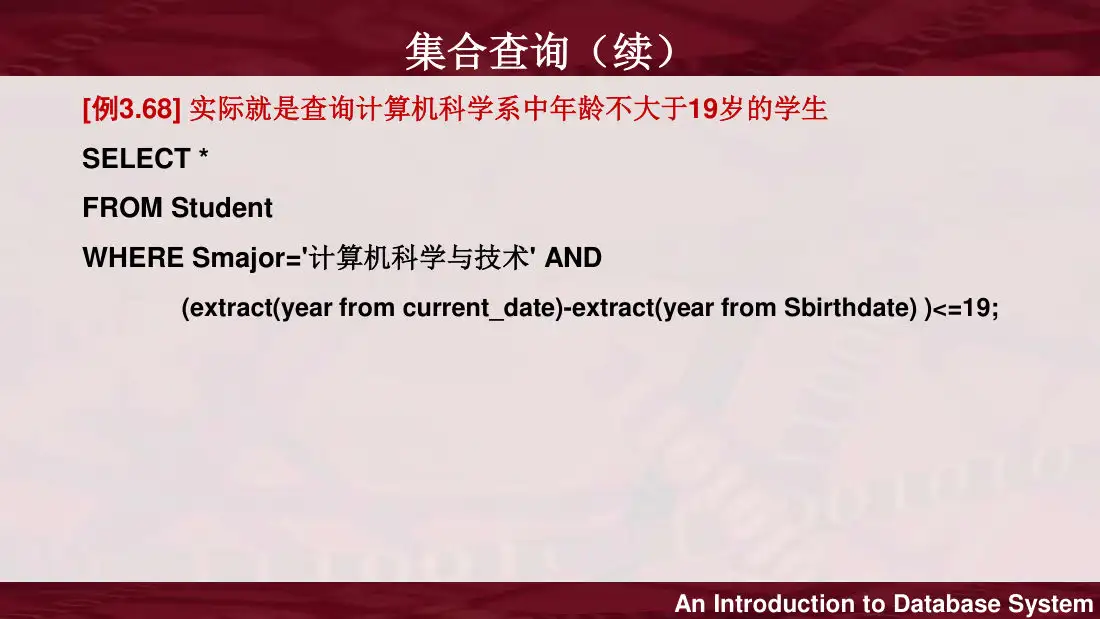 集合查询（续）
[例3.68] 实际就是查询计算机科学系中年龄不大于19岁的学生
SELECT *
FROM Student
WHERE Smajor='计算机科学与技术' AND
(extract(year from current_date)-extract(year from Sbirthdate) )<=19;
An Introduction to Database System